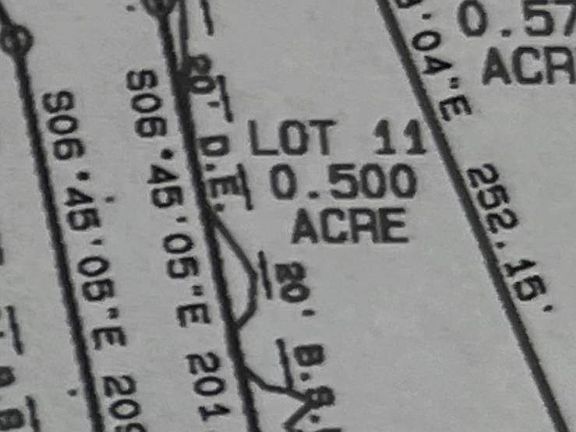 S06°45'05"E 209
S06°45'05"E 201
20' D.E.
LOT 11
0.500
ACRE
20' B.S.
04"E 252.15'
0.57
ACR